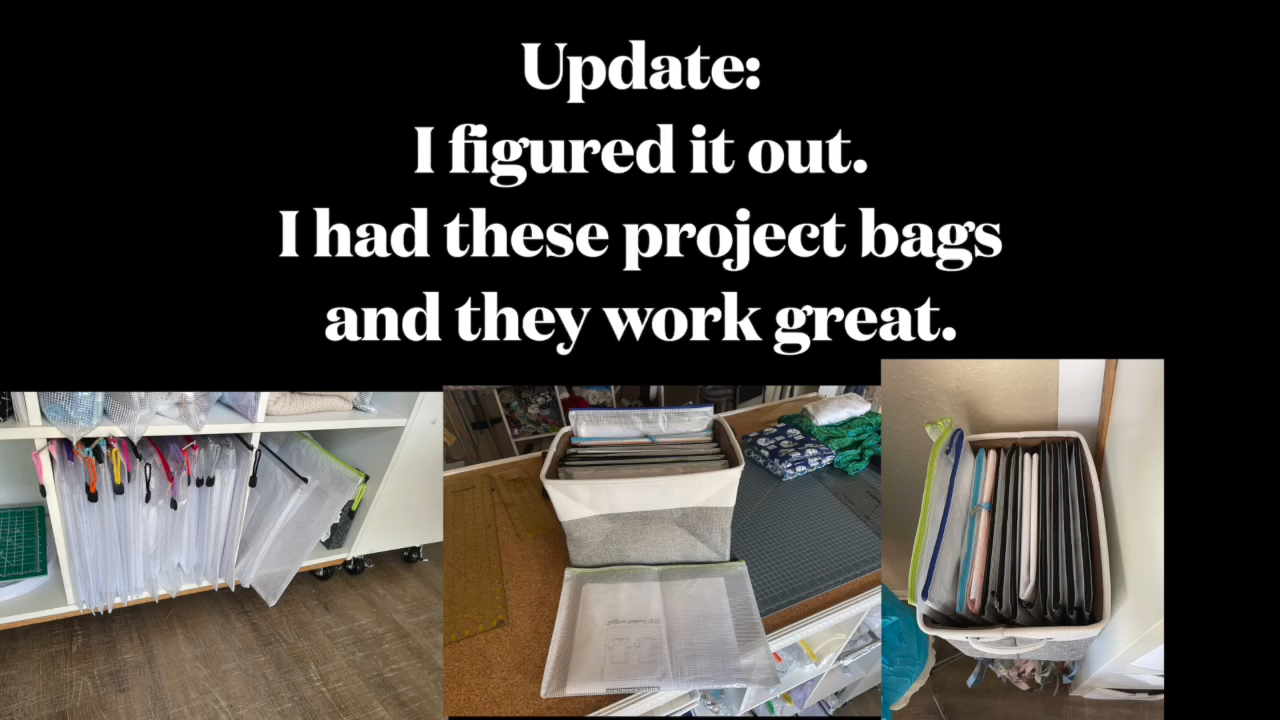 Update:
I figured it out.
I had these project bags
and they work great.